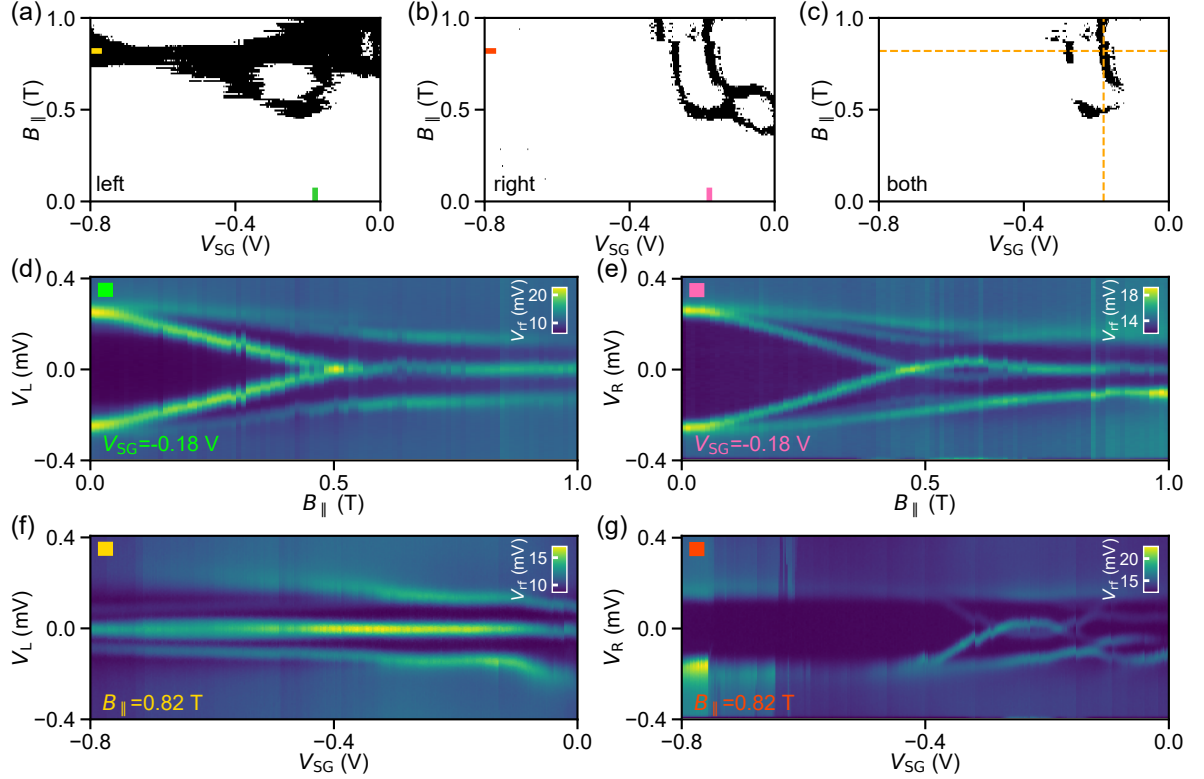 (a) (b) (c)
1.0 1.0 1.0
0.5 0.5 0.5
0.0 0.0 0.0
B∥ (T) B∥ (T) B∥ (T)
left right both
−0.8 −0.4 0.0 −0.8 −0.4 0.0 −0.8 −0.4 0.0
VSG (V) VSG (V) VSG (V)
(d) (e)
0.4 0.4
0.0 0.0
−0.4 −0.4
VL (mV) VR (mV)
20 10 Vrf (mV) 18 14 Vrf (mV)
VSG=-0.18 V VSG=-0.18 V
0.0 0.5 1.0 0.0 0.5 1.0
B∥ (T) B∥ (T)
(f) (g)
0.4 0.4
0.0 0.0
−0.4 −0.4
VL (mV) VR (mV)
15 10 Vrf (mV) 20 15 Vrf (mV)
B∥=0.82 T B∥=0.82 T
−0.8 −0.4 0.0 −0.8 −0.4 0.0
VSG (V) VSG (V)